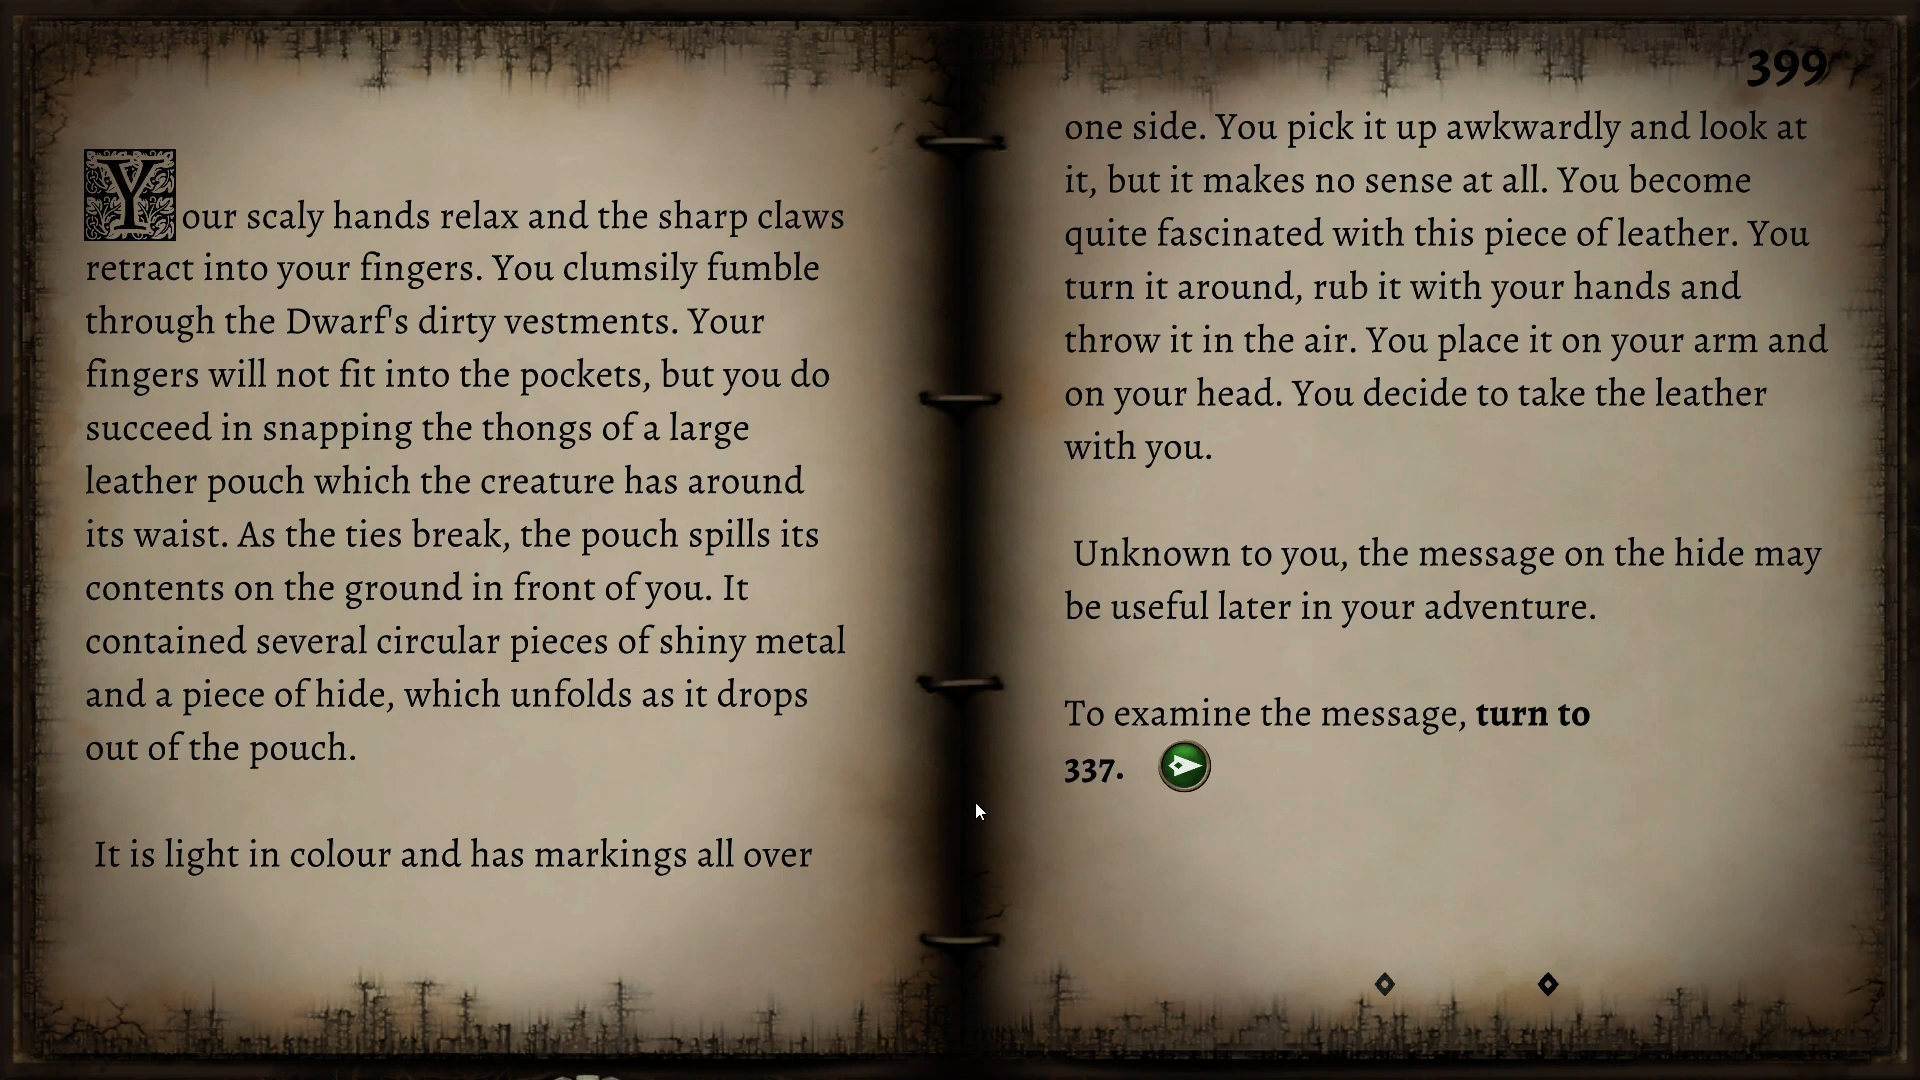 Your scaly hands relax and the sharp claws
retract into your fingers. You clumsily fumble
through the Dwarf's dirty vestments. Your
fingers will not fit into the pockets, but you do
succeed in snapping the thongs of a large
leather pouch which the creature has around
its waist. As the ties break, the pouch spills its
contents on the ground in front of you. It
contained several circular pieces of shiny metal
and a piece of hide, which unfolds as it drops
out of the pouch.
It is light in colour and has markings all over
399
one side. You pick it up awkwardly and look at
it, but it makes no sense at all. You become
quite fascinated with this piece of leather. You
turn it around, rub it with your hands and
throw it in the air. You place it on your arm and
on your head. You decide to take the leather
with you.
Unknown to you, the message on the hide may
be useful later in your adventure.
To examine the message, turn to
337.